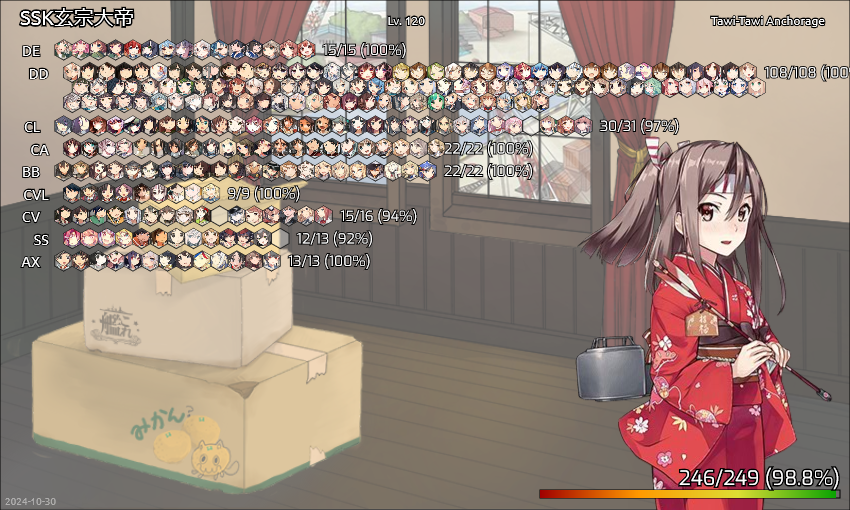 SSK玄宗大帝
Lv. 120
Tawi-Tawi Anchorage
DE 15/15 (100%)
DD 108/108 (100%
CL 30/31 (97%)
CA 22/22 (100%)
BB 22/22 (100%)
CVL 9/9 (100%)
CV 15/16 (94%)
SS 12/13 (92%)
AX 13/13 (100%)
みかん?
246/249 (98.8%)
2024-10-30